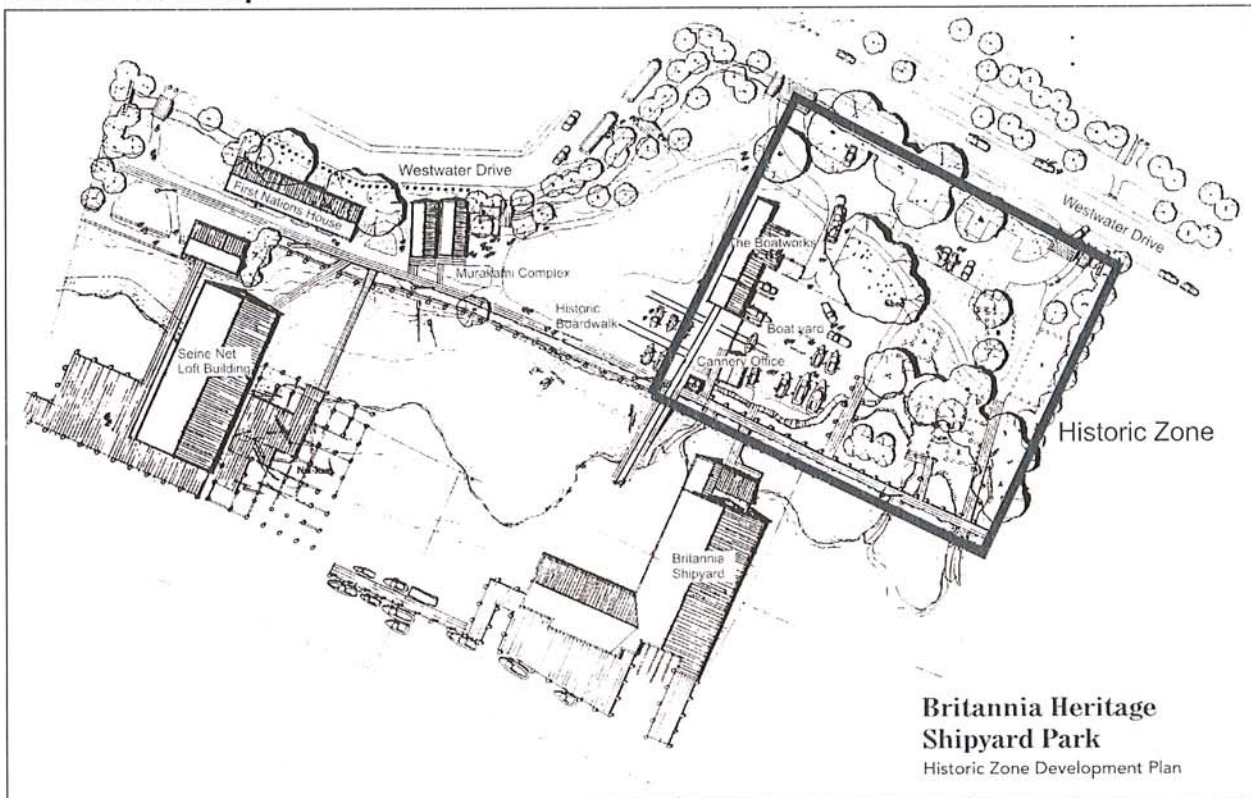 Westwater Drive
First Nations House
Westwater Drive
The Boatworks
Murakami Complex
Historic
Boardwalk
Boat yard
Seine Net
Loft Building
Cannery Office
Historic Zone
Britannia
Shipyard
Britannia Heritage
Shipyard Park
Historic Zone Development Plan